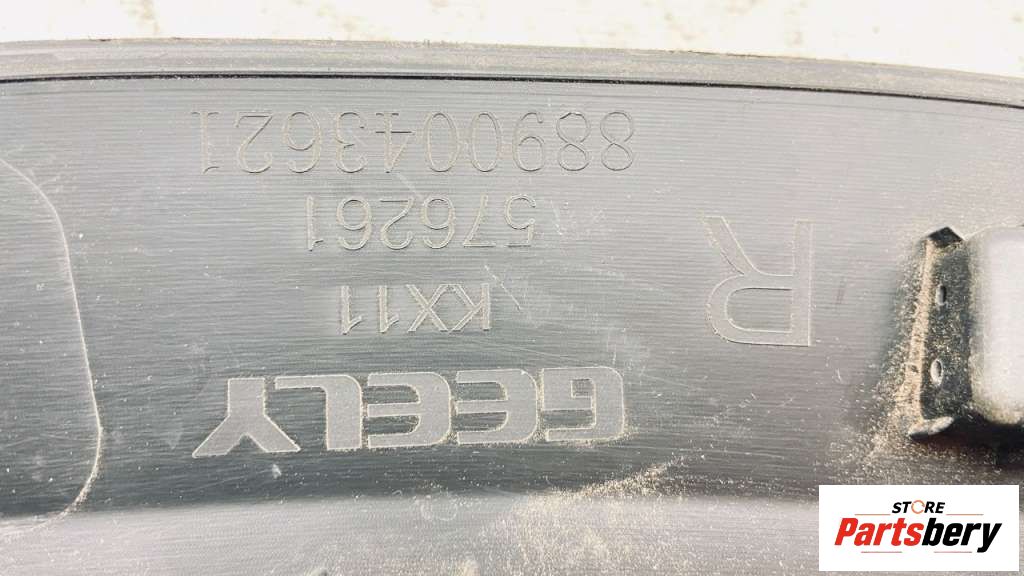 GEELY
KX11
576261
8890043621
R
STORE
Partsbery